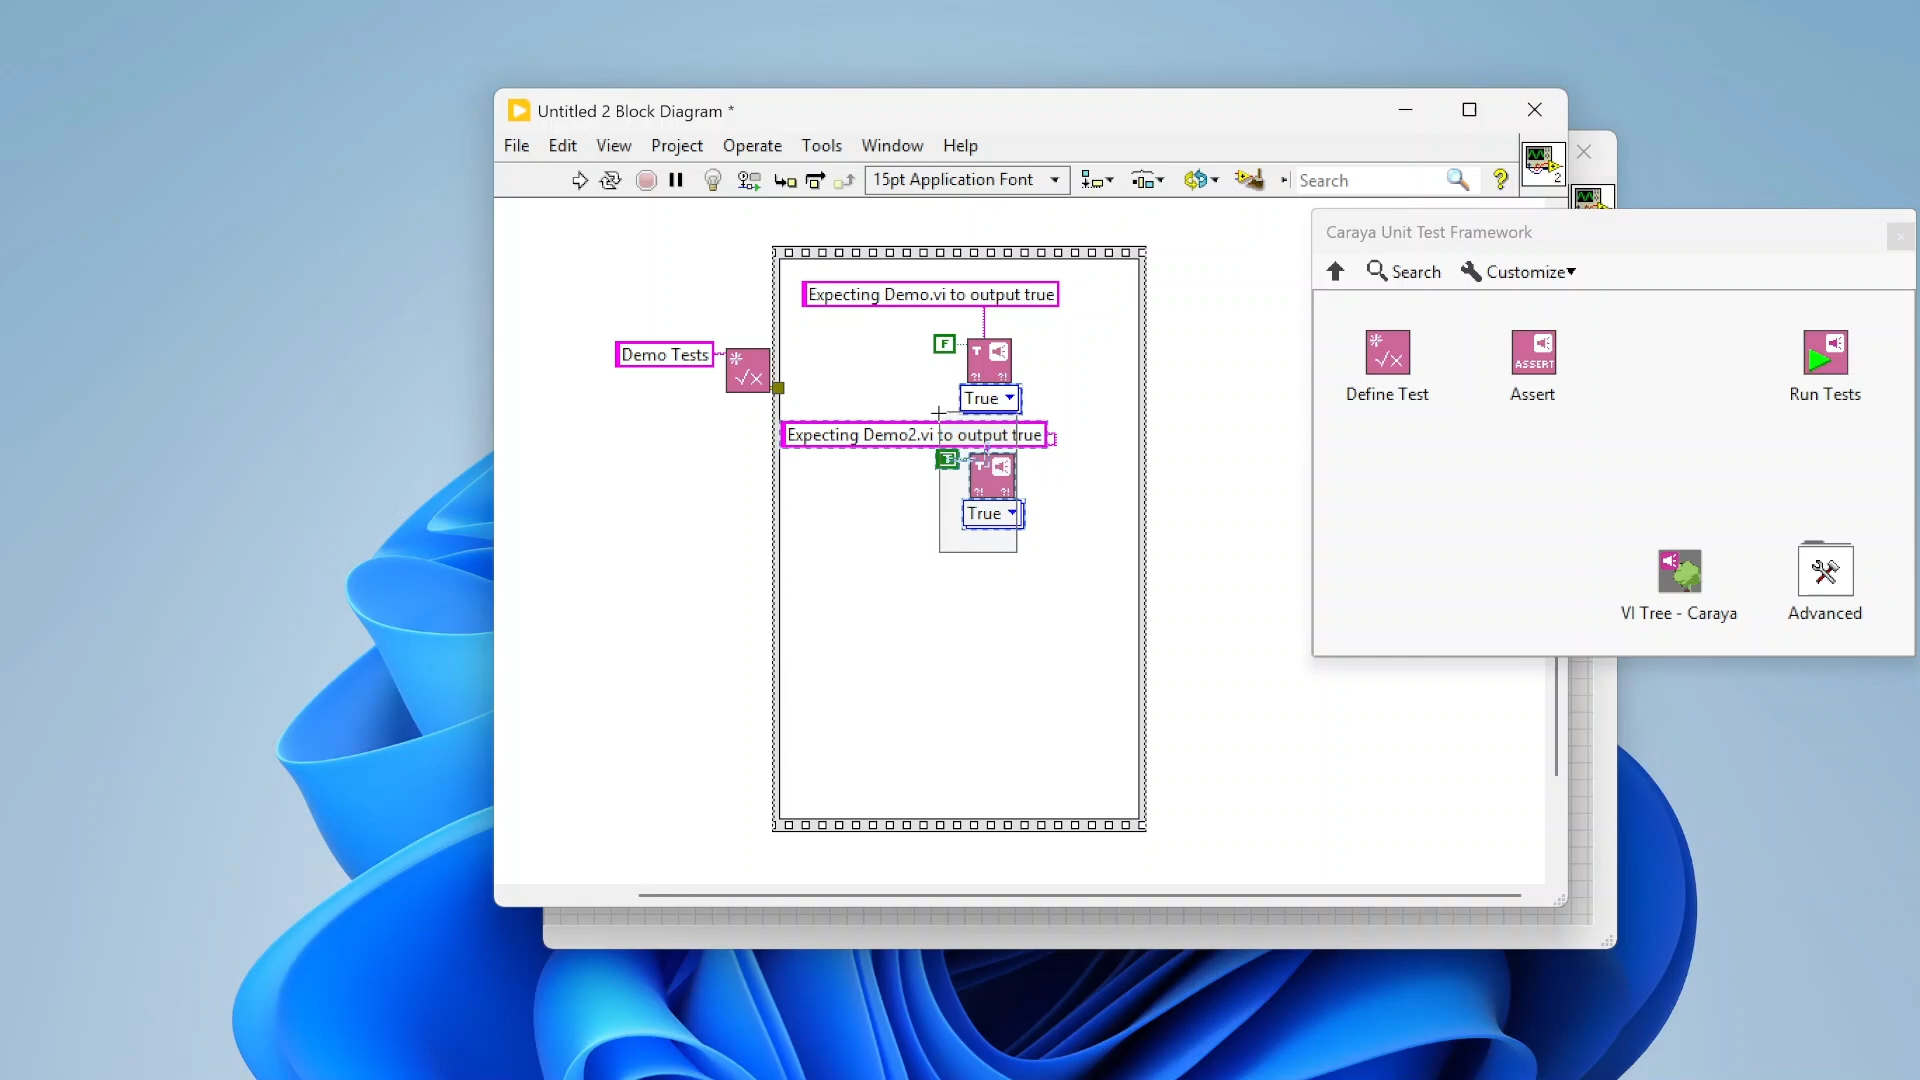 Untitled 2 Block Diagram *
File Edit View Project Operate Tools Window Help
15pt Application Font
Search
?
2
Caraya Unit Test Framework
Search Customize
Expecting Demo.vi to output true
F
Demo Tests
√x
T
?! ?!
True
Expecting Demo2.vi to output true
T
?! ?!
True
√x
Define Test
ASSERT
Assert
Run Tests
VI Tree - Caraya
Advanced